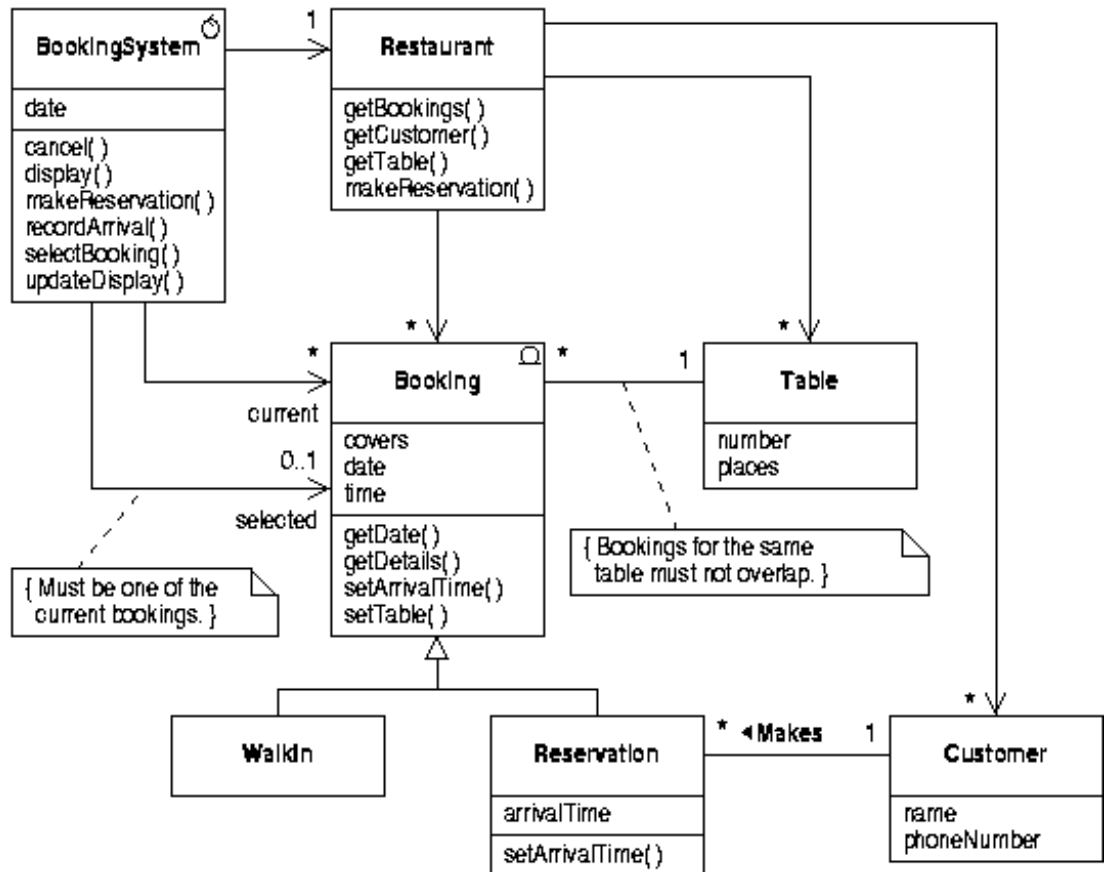 BookingSystem
date
cancel( )
display( )
makeReservation( )
recordArrival()
selectBooking( )
updateDisplay( )
1
Restaurant
getBookings( )
getCustomer( )
getTable( )
makeReservation( )
*
current
0..1
selected
*
Booking
covers
date
time
getDate( )
getDetails( )
setArrivalTime( )
setTable( )
*
1
*
Table
number
places
{ Must be one of the
current bookings. }
{ Bookings for the same
table must not overlap. }
WalkIn
Reservation
arrivalTime
setArrivalTime( )
* ◄Makes 1
*
Customer
name
phoneNumber